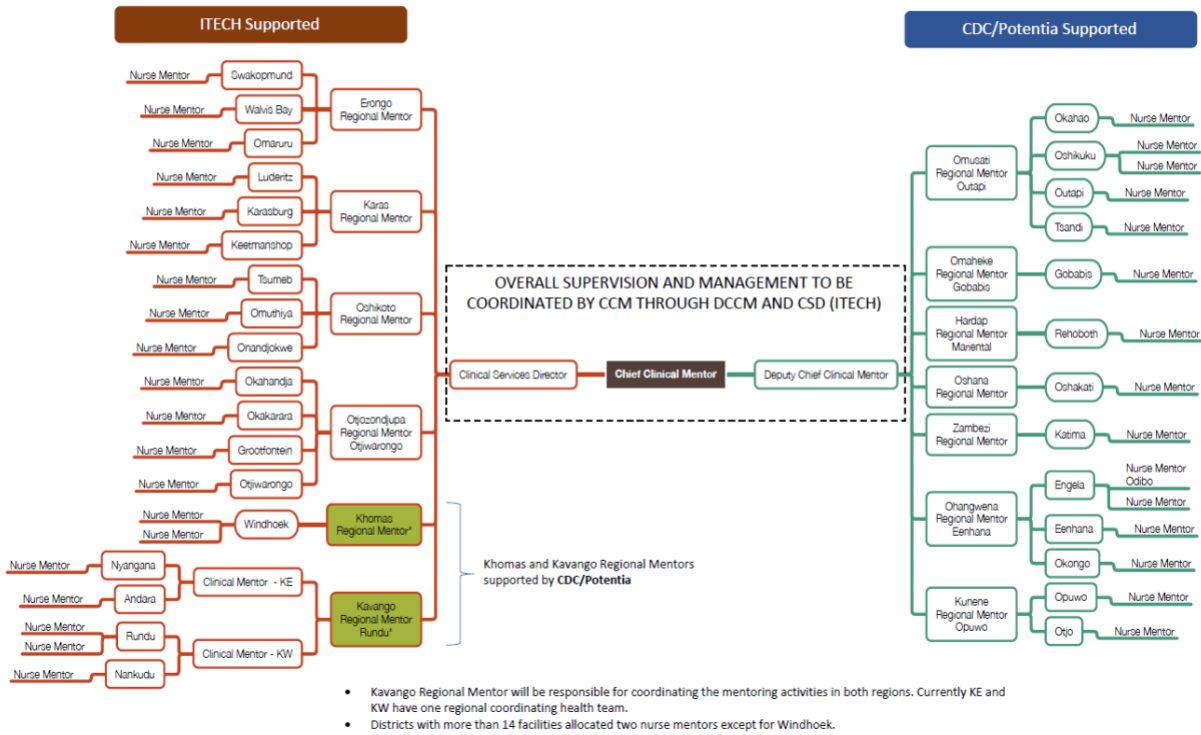 ITECH Supported
CDC/Potentia Supported
Nurse Mentor
Swakopmund
Nurse Mentor
Walvis Bay
Nurse Mentor
Omaruru
Erongo
Regional Mentor
Nurse Mentor
Luderitz
Nurse Mentor
Karasburg
Nurse Mentor
Keetmanshop
Karas
Regional Mentor
Nurse Mentor
Tsumeb
Nurse Mentor
Omuthiya
Nurse Mentor
Onandjokwe
Oshikoto
Regional Mentor
Nurse Mentor
Okahandja
Nurse Mentor
Okakarara
Nurse Mentor
Grootfontein
Nurse Mentor
Otjiwarongo
Otjozondjupa
Regional Mentor
Otjiwarongo
Nurse Mentor
Nurse Mentor
Windhoek
Khomas
Regional Mentor*
Nurse Mentor
Nyangana
Nurse Mentor
Andara
Clinical Mentor - KE
Nurse Mentor
Nurse Mentor
Rundu
Nurse Mentor
Nankudu
Clinical Mentor - KW
Kavango
Regional Mentor
Rundu*
OVERALL SUPERVISION AND MANAGEMENT TO BE
COORDINATED BY CCM THROUGH DCCM AND CSD (ITECH)
Clinical Services Director
Chief Clinical Mentor
Deputy Chief Clinical Mentor
Khomas and Kavango Regional Mentors
supported by CDC/Potentia
Omusati
Regional Mentor
Outapi
Okahao
Nurse Mentor
Oshikuku
Nurse Mentor
Nurse Mentor
Outapi
Nurse Mentor
Tsandi
Nurse Mentor
Omaheke
Regional Mentor
Gobabis
Gobabis
Nurse Mentor
Hardap
Regional Mentor
Mariental
Rehoboth
Nurse Mentor
Oshana
Regional Mentor
Oshakati
Nurse Mentor
Zambezi
Regional Mentor
Katima
Nurse Mentor
Ohangwena
Regional Mentor
Eenhana
Engela
Nurse Mentor
Odibo
Nurse Mentor
Eenhana
Nurse Mentor
Okongo
Nurse Mentor
Kunene
Regional Mentor
Opuwo
Opuwo
Nurse Mentor
Otjo
Nurse Mentor
• Kavango Regional Mentor will be responsible for coordinating the mentoring activities in both regions. Currently KE and
KW have one regional coordinating health team.
• Districts with more than 14 facilities allocated two nurse mentors except for Windhoek.